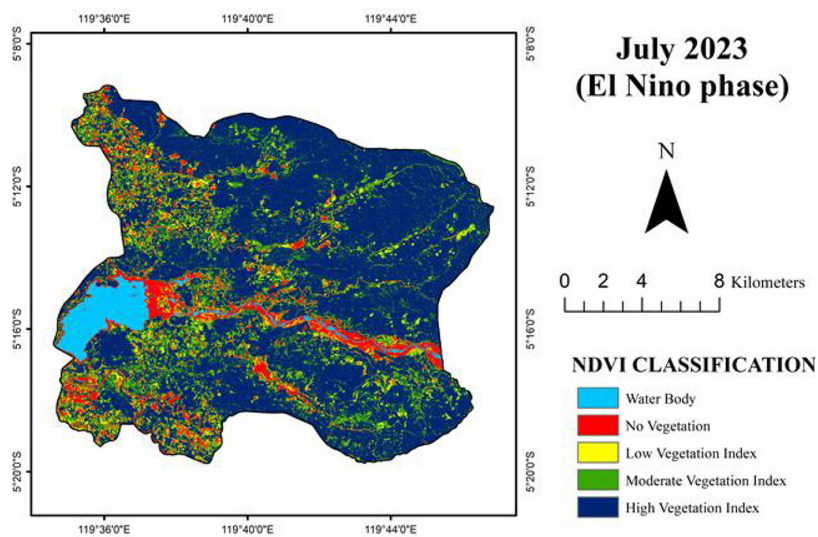 119°36'0"E 119°40'0"E 119°44'0"E
5°8'0"S 5°8'0"S
5°12'0"S 5°12'0"S
5°16'0"S 5°16'0"S
5°20'0"S 5°20'0"S
119°36'0"E 119°40'0"E 119°44'0"E
July 2023
(El Nino phase)
N
0 2 4 8 Kilometers
NDVI CLASSIFICATION
Water Body
No Vegetation
Low Vegetation Index
Moderate Vegetation Index
High Vegetation Index